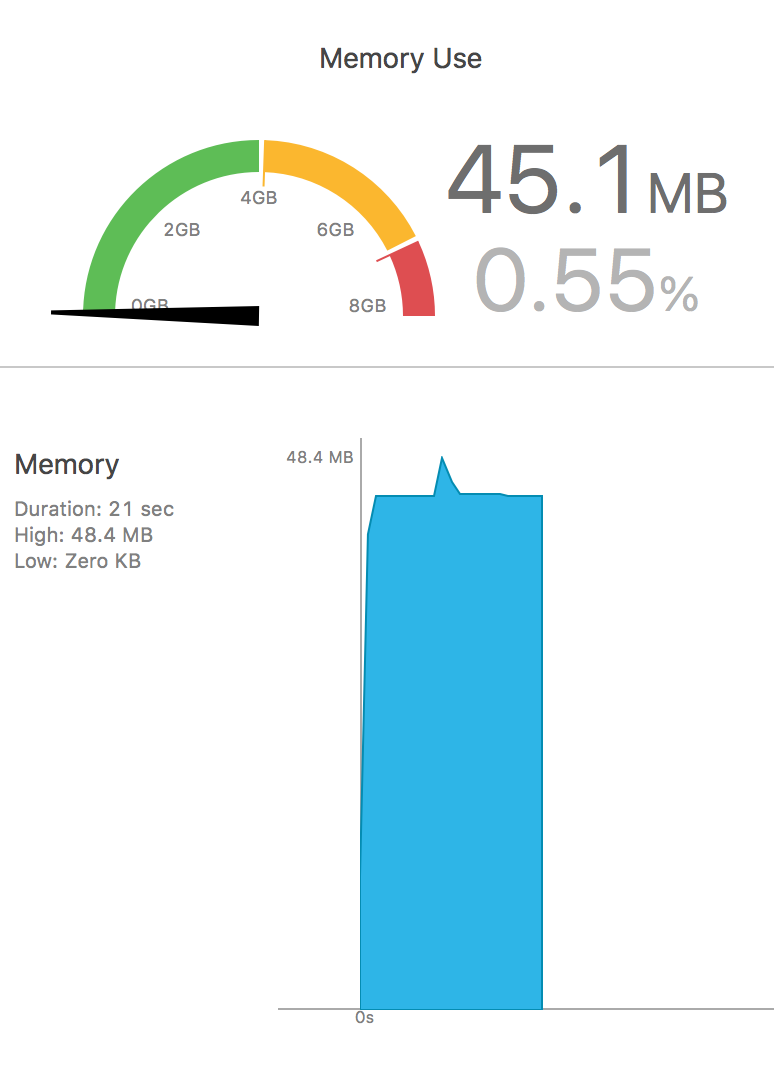 Memory Use
4GB
2GB
6GB
0GB
8GB
45.1MB
0.55%
Memory
Duration: 21 sec
High: 48.4 MB
Low: Zero KB
48.4 MB
0s